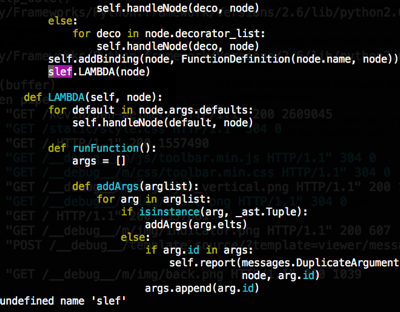 self.handleNode(deco, node)
else:
for deco in node.decorator_list:
self.handleNode(deco, node)
self.addBinding(node, FunctionDefinition(node.name, node))
slef.LAMBDA(node)
def LAMBDA(self, node):
for default in node.args.defaults:
self.handleNode(default, node)
def runFunction():
args = []
def addArgs(arglist):
for arg in arglist:
if isinstance(arg, _ast.Tuple):
addArgs(arg.elts)
else:
if arg.id in args:
self.report(messages.DuplicateArgument
node, arg.id)
args.append(arg.id)
undefined name 'slef'